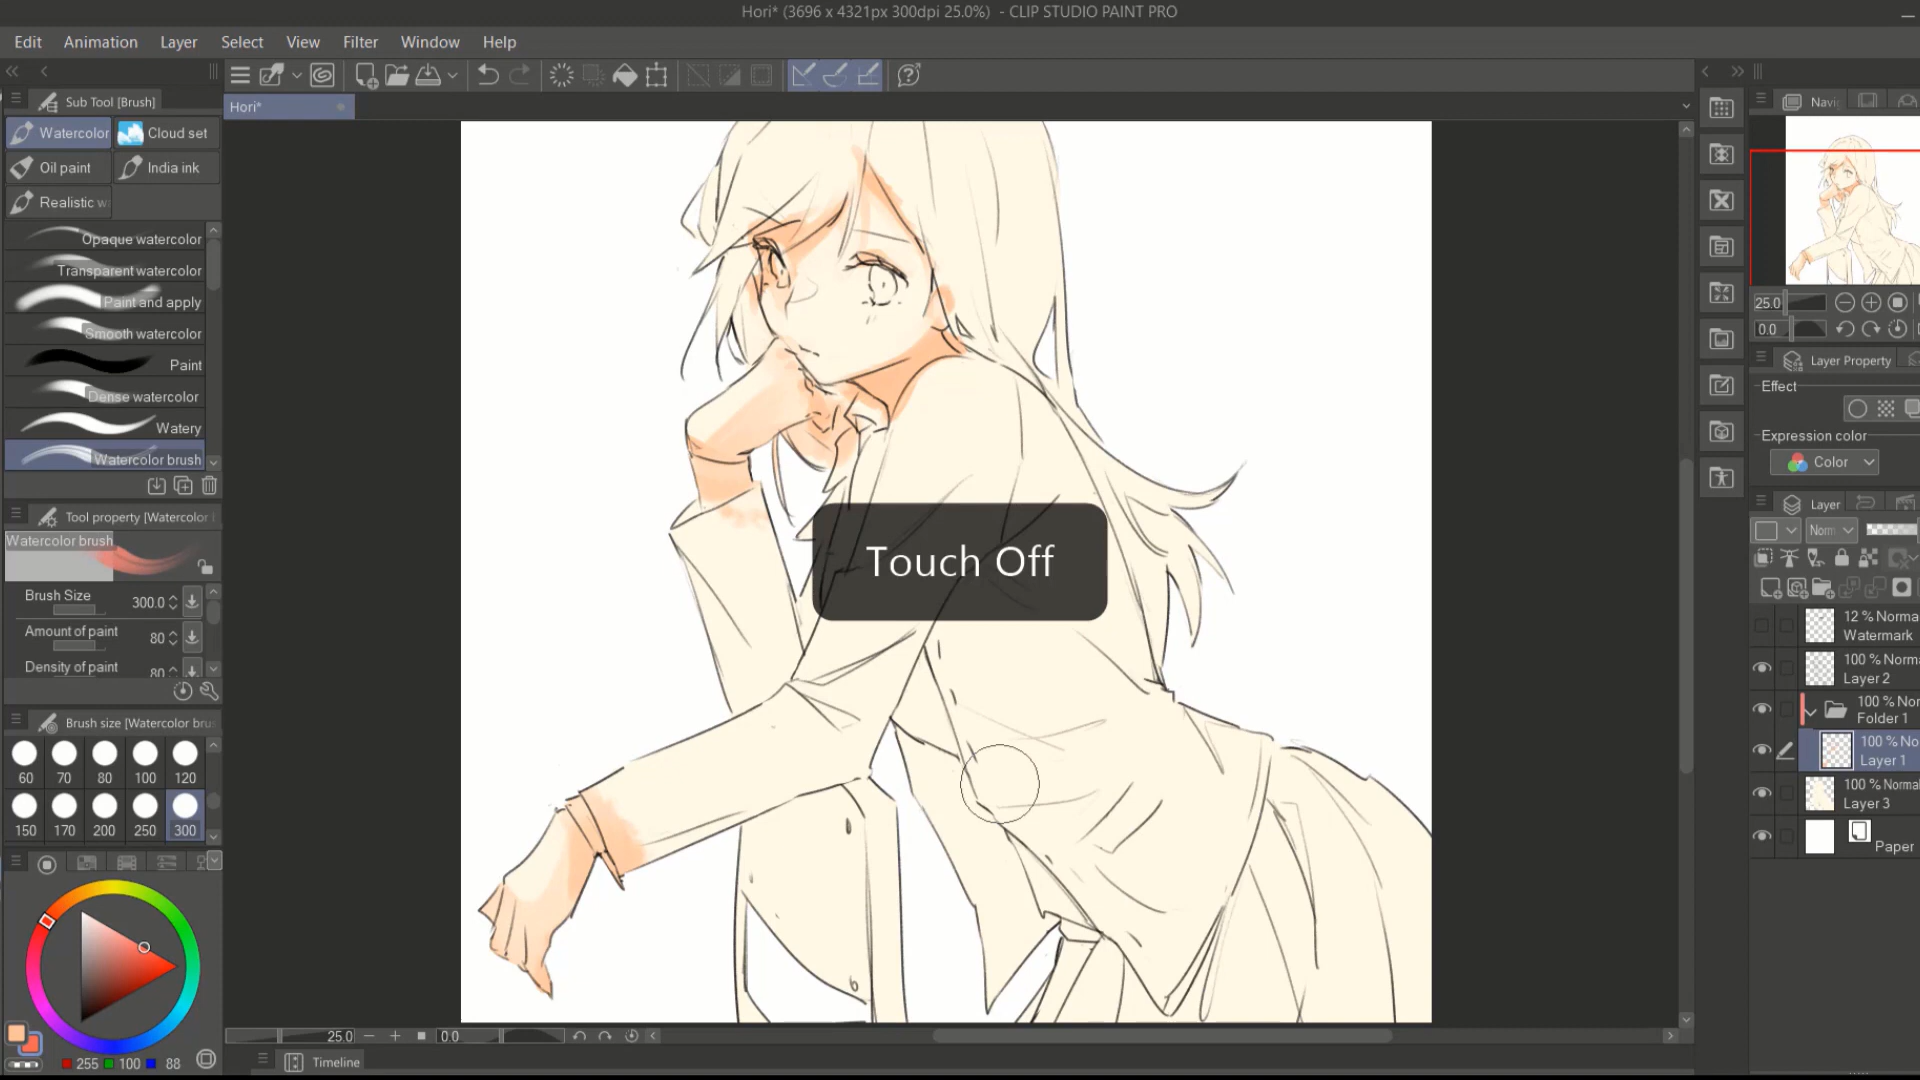 Hori* (3696 x 4321px 300dpi 25.0%) - CLIP STUDIO PAINT PRO
Edit Animation Layer Select View Filter Window Help
Sub Tool [Brush]
Hori*
Navi
Watercolor Cloud set
Oil paint India ink
Realistic w
Opaque watercolor
Transparent watercolor
Paint and apply
Smooth watercolor
Paint
Dense watercolor
Watery
Watercolor brush
25.0
0.0
Layer Property
Effect
Expression color
Color
Tool property [Watercolor
Watercolor brush
Brush Size 300.0
Amount of paint 80
Density of paint 80
Touch Off
Layer
Norm
12 % Norma
Watermark
100 % Norm
Layer 2
100 % Nor
Folder 1
100 % No
Layer 1
100 % Normal
Layer 3
Paper
Brush size [Watercolor brus
60 70 80 100 120
150 170 200 250 300
25.0 0.0
255 100 88
Timeline